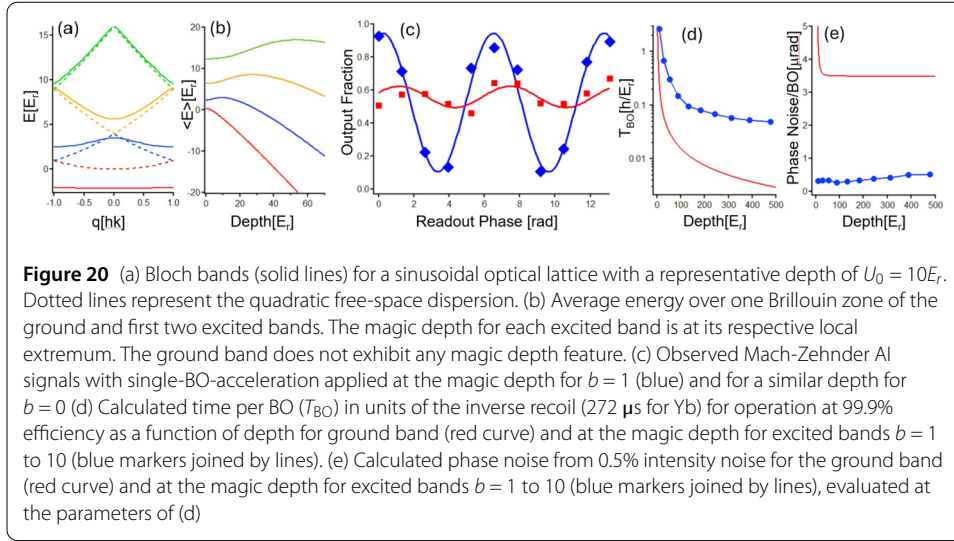 (a)
(b)
(c)
(d)
(e)
E[E_r]
15
10
5
0
-1.0
0.0
1.0
q[hk]
<E>[E_r]
20
10
0
-10
-20
0
20
40
60
Depth[E_r]
Output Fraction
1.0
0.8
0.6
0.4
0.2
0.0
0
2
4
6
8
10
12
Readout Phase [rad]
T_BO[h/E_r]
1
0.1
0.01
0
100
200
300
400
500
Depth[E_r]
Phase Noise/BO[µrad]
5
4
3
2
1
0
0
100
200
300
400
500
Depth[E_r]
Figure 20 (a) Bloch bands (solid lines) for a sinusoidal optical lattice with a representative depth of U_0 = 10E_r.
Dotted lines represent the quadratic free-space dispersion. (b) Average energy over one Brillouin zone of the
ground and first two excited bands. The magic depth for each excited band is at its respective local
extremum. The ground band does not exhibit any magic depth feature. (c) Observed Mach-Zehnder AI
signals with single-BO-acceleration applied at the magic depth for b = 1 (blue) and for a similar depth for
b = 0 (d) Calculated time per BO (T_BO) in units of the inverse recoil (272 µs for Yb) for operation at 99.9%
efficiency as a function of depth for ground band (red curve) and at the magic depth for excited bands b = 1
to 10 (blue markers joined by lines). (e) Calculated phase noise from 0.5% intensity noise for the ground band
(red curve) and at the magic depth for excited bands b = 1 to 10 (blue markers joined by lines), evaluated at
the parameters of (d)